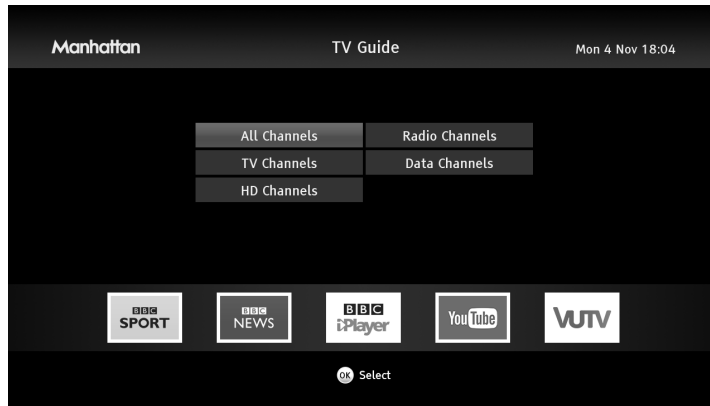 Manhattan TV Guide Mon 4 Nov 18:04
All Channels Radio Channels
TV Channels Data Channels
HD Channels
BBC SPORT
BBC NEWS
BBC iPlayer
YouTube
VUTV
OK Select